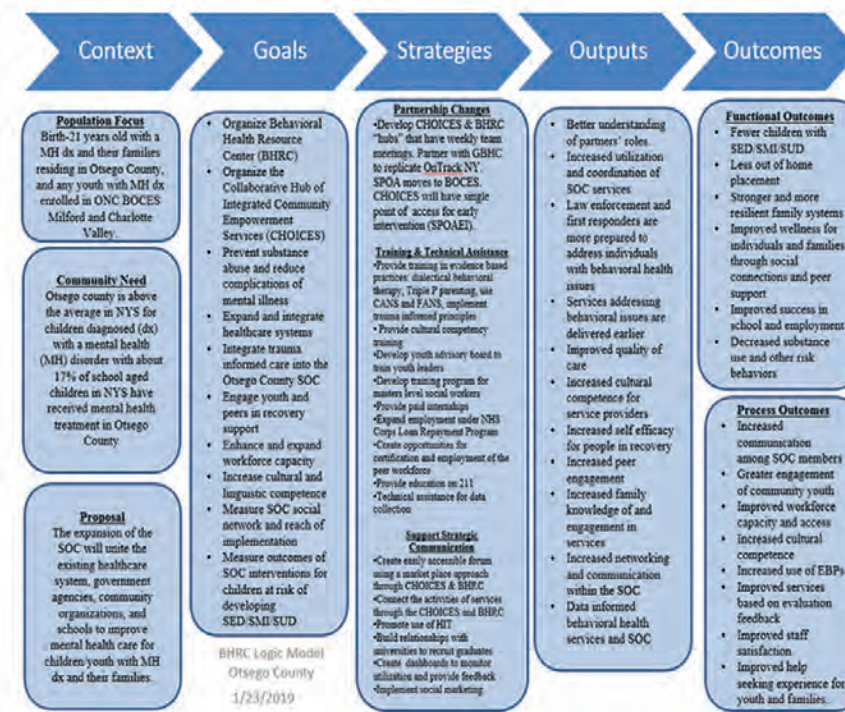 Context
Goals
Strategies
Outputs
Outcomes
Population Focus
Birth-21 years old with a
MH dx and their families
residing in Otsego County,
and any youth with MH dx
enrolled in ONC BOCES
Milford and Charlotte
Valley.
Community Need
Otsego county is above
the average in NYS for
children diagnosed (dx)
with a mental health
(MH) disorder with about
17% of school aged
children in NYS have
received mental health
treatment in Otsego
County
Proposal
The expansion of the
SOC will unite the
existing healthcare
system, government
agencies, community
organizations, and
schools to improve
mental health care for
children/youth with MH
dx and their families.
• Organize Behavioral
Health Resource
Center (BHRC)
• Organize the
Collaborative Hub of
Integrated Community
Empowerment
Services (CHOICES)
• Prevent substance
abuse and reduce
complications of
mental illness
• Expand and integrate
healthcare systems
• Integrate trauma
informed care into the
Otsego County SOC
• Engage youth and
peers in recovery
support
• Enhance and expand
workforce capacity
• Increase cultural and
linguistic competence
• Measure SOC social
network and reach of
implementation
• Measure outcomes of
SOC interventions for
children at risk of
developing
SED/SMI/SUD
BHRC Logic Model
Otsego County
1/23/2019
Partnership Changes
•Develop CHOICES & BHRC
"hubs" that have weekly team
meetings. Partner with GBHC
to replicate OnTrack NY.
SPOA moves to BOCES.
CHOICES will have single
point of access for early
intervention (SPOAEI).
Training & Technical Assistance
•Provide training in evidence based
practices: dialectical behavioral
therapy, Triple P parenting, use
CANS and FANS, implement
trauma informed principles
• Provide cultural competency
training
•Develop youth advisory board to
train youth leaders
•Develop training program for
masters level social workers
•Provide paid internships
•Expand employment under NHS
Corps Loan Repayment Program
•Create opportunities for
certification and employment of the
peer workforce
•Provide education on 211
•Technical assistance for data
collection
Support Strategic
Communication
•Create easily accessible forum
using a market place approach
through CHOICES & BHRC
•Connect the activities of services
through the CHOICES and BHRC
•Promote use of HIT
•Build relationships with
universities to recruit graduates
•Create dashboards to monitor
utilization and provide feedback
•Implement social marketing.
• Better understanding
of partners' roles.
• Increased utilization
and coordination of
SOC services
• Law enforcement and
first responders are
more prepared to
address individuals
with behavioral health
issues
• Services addressing
behavioral issues are
delivered earlier
• Improved quality of
care
• Increased cultural
competence for
service providers
• Increased self efficacy
for people in recovery
• Increased peer
engagement
• Increased family
knowledge of and
engagement in
services
• Increased networking
and communication
within the SOC
• Data informed
behavioral health
services and SOC
Functional Outcomes
• Fewer children with
SED/SMI/SUD
• Less out of home
placement
• Stronger and more
resilient family systems
• Improved wellness for
individuals and families
through social
connections and peer
support
• Improved success in
school and employment
• Decreased substance
use and other risk
behaviors
Process Outcomes
• Increased
communication
among SOC members
• Greater engagement
of community youth
• Improved workforce
capacity and access
• Increased cultural
competence
• Increased use of EBPs
• Improved services
based on evaluation
feedback
• Improved staff
satisfaction.
• Improved help
seeking experience for
youth and families.